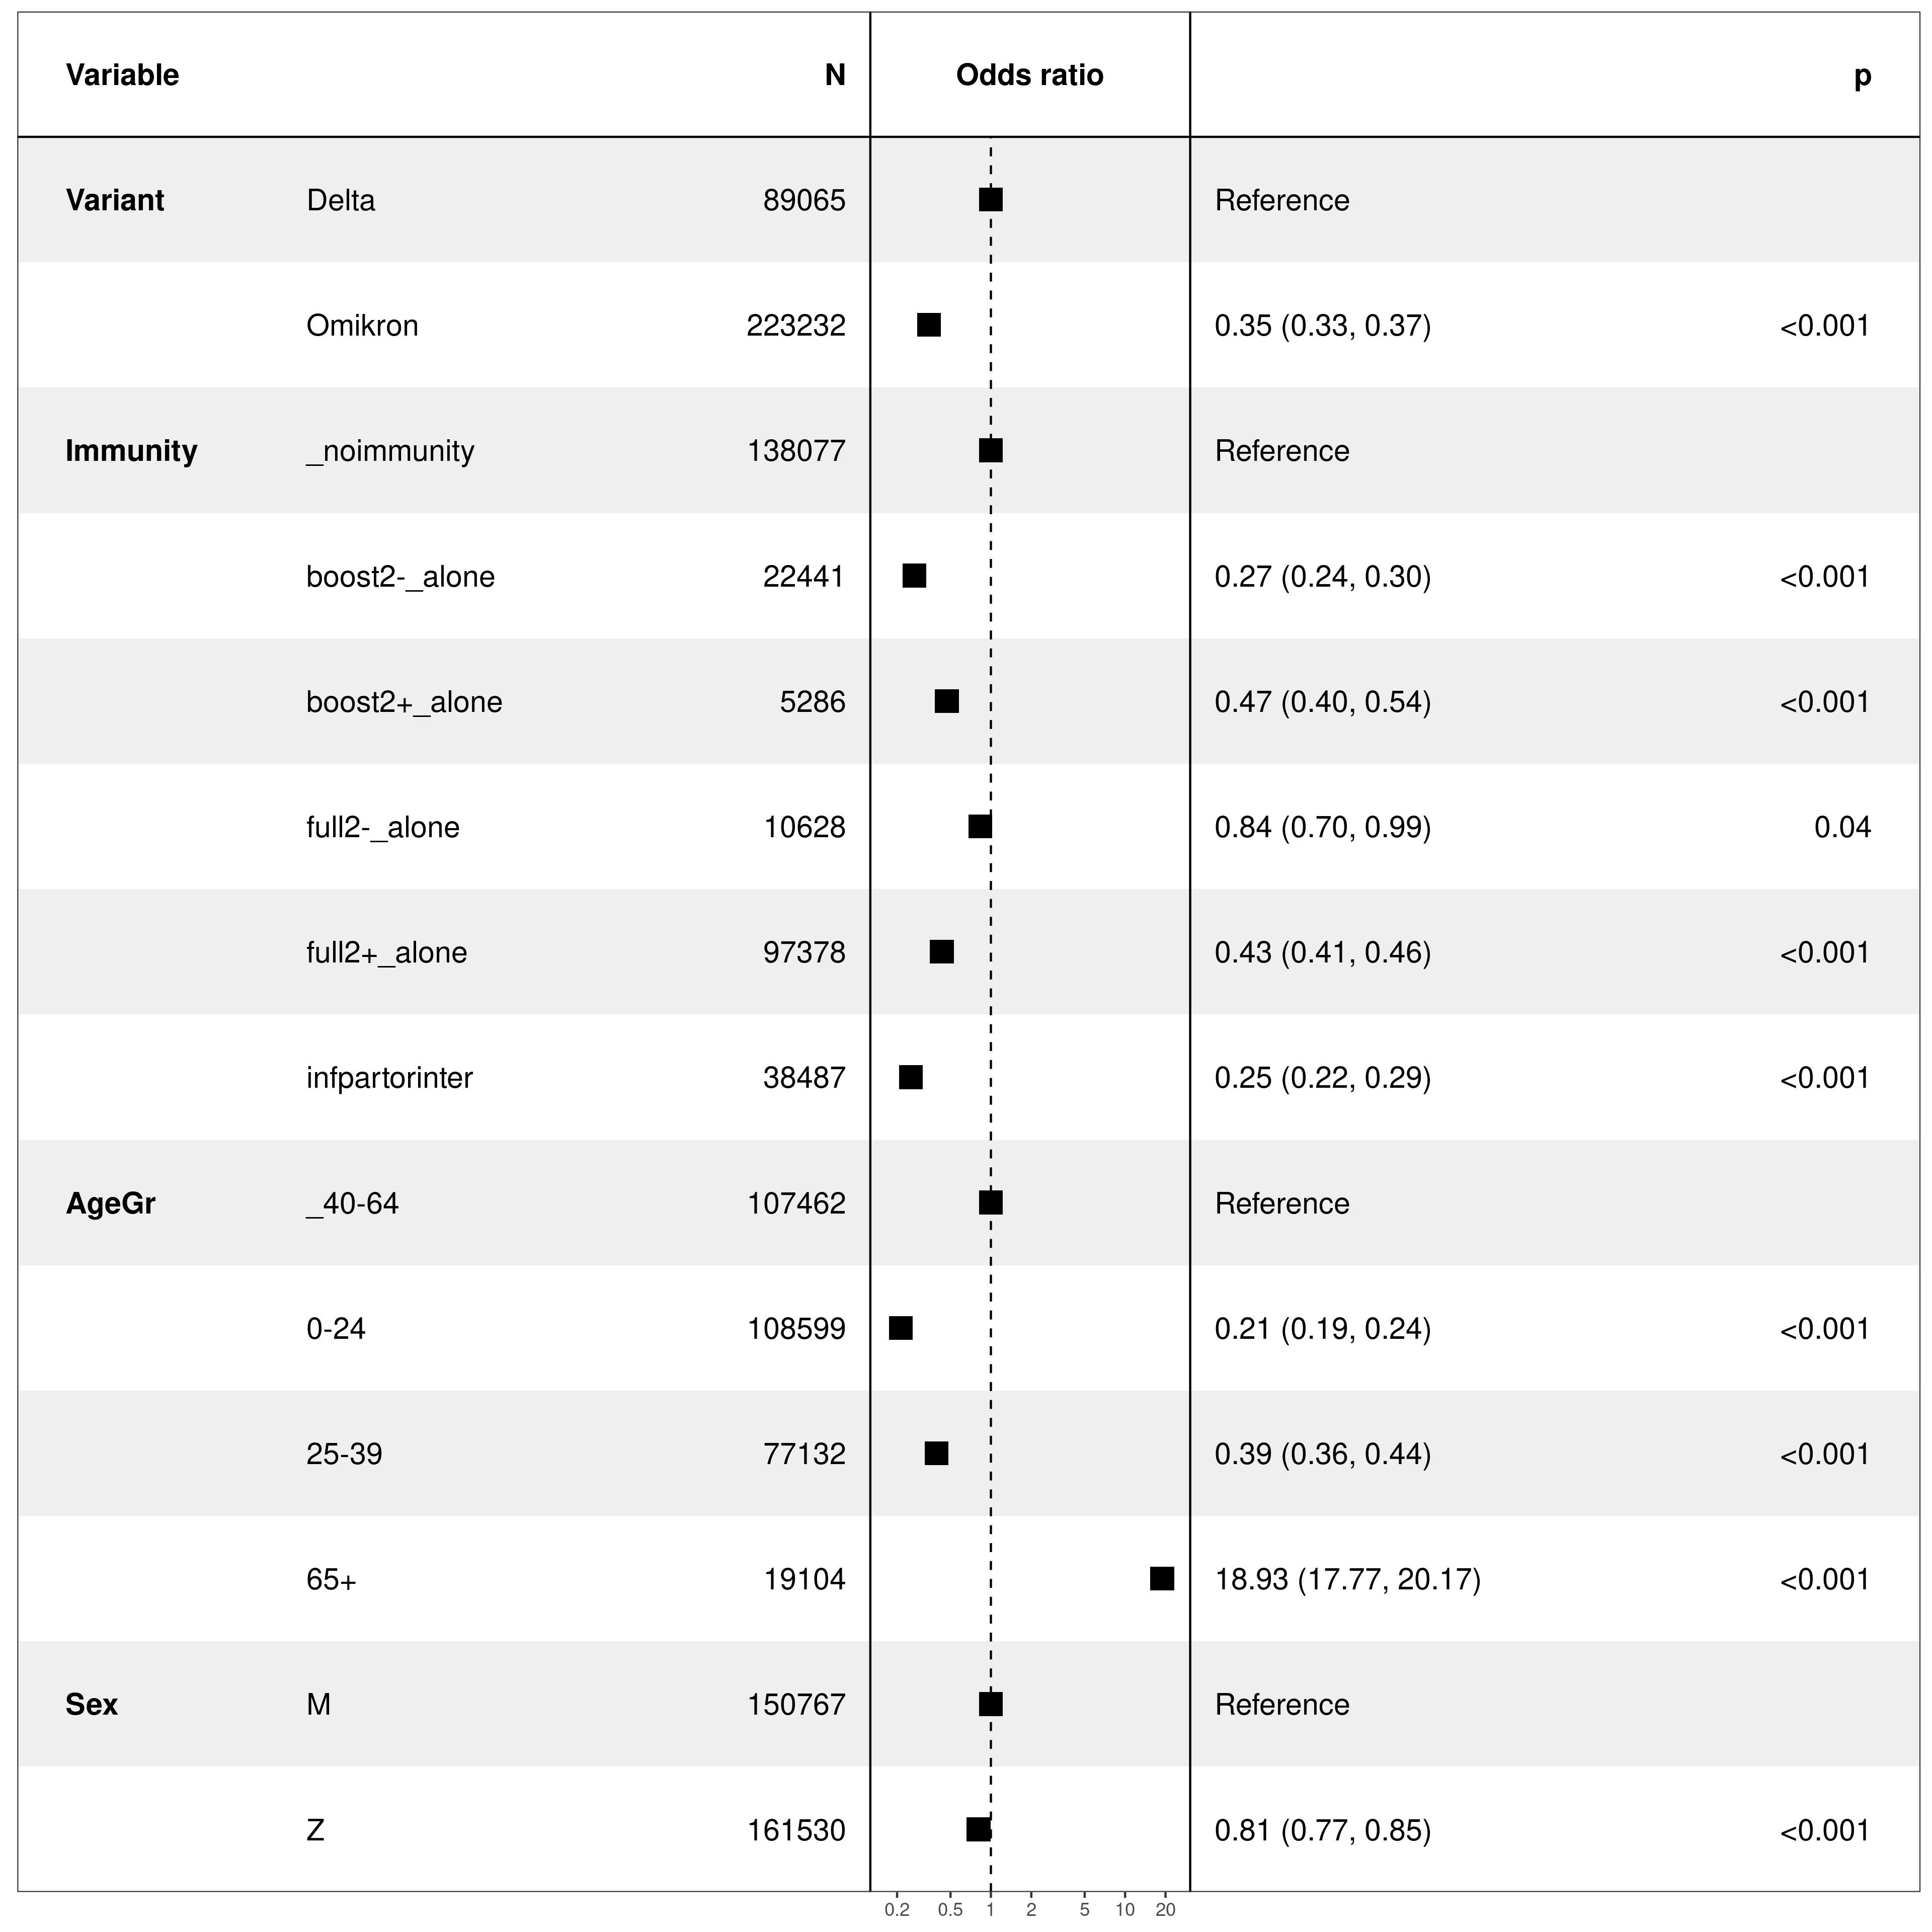 Variable N Odds ratio p
Variant Delta 89065 Reference
Omikron 223232 0.35 (0.33, 0.37) <0.001
Immunity _noimmunity 138077 Reference
boost2-_alone 22441 0.27 (0.24, 0.30) <0.001
boost2+_alone 5286 0.47 (0.40, 0.54) <0.001
full2-_alone 10628 0.84 (0.70, 0.99) 0.04
full2+_alone 97378 0.43 (0.41, 0.46) <0.001
infpartorinter 38487 0.25 (0.22, 0.29) <0.001
AgeGr _40-64 107462 Reference
0-24 108599 0.21 (0.19, 0.24) <0.001
25-39 77132 0.39 (0.36, 0.44) <0.001
65+ 19104 18.93 (17.77, 20.17) <0.001
Sex M 150767 Reference
Z 161530 0.81 (0.77, 0.85) <0.001
0.2 0.5 1 2 5 10 20